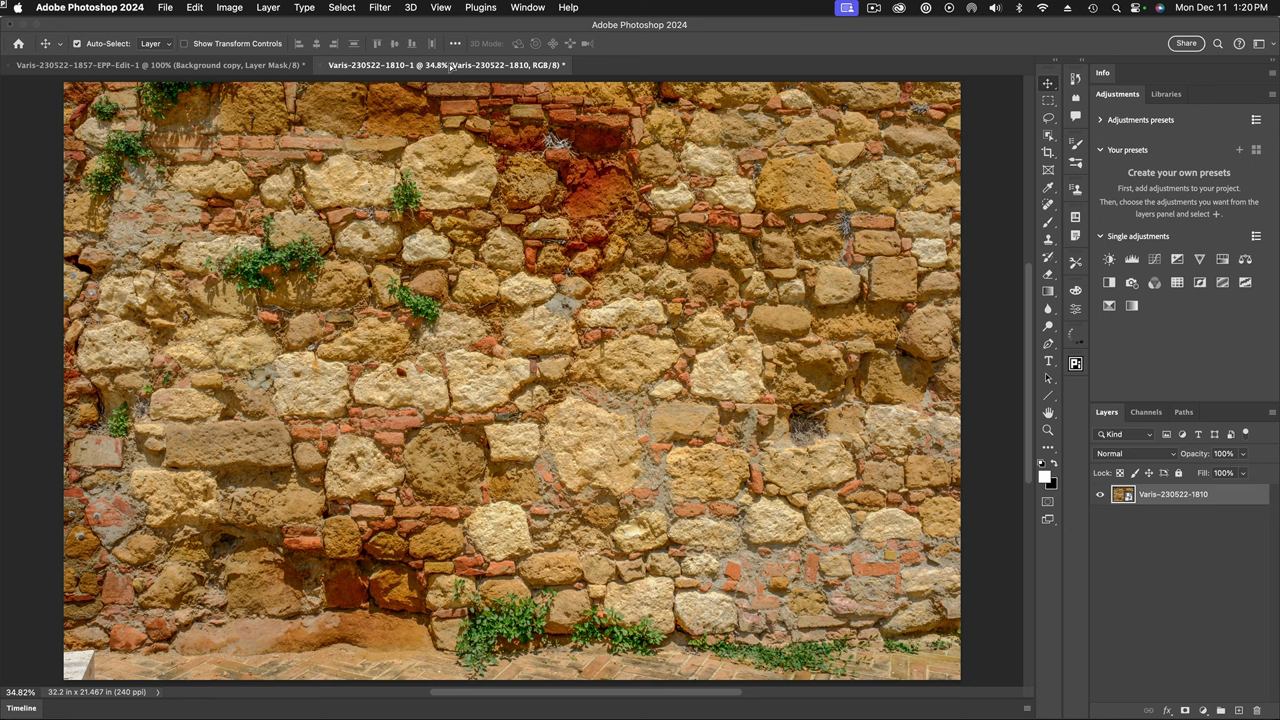 Adobe Photoshop 2024 File Edit Image Layer Type Select Filter 3D View Plugins Window Help Mon Dec 11 1:20 PM
Adobe Photoshop 2024
Auto-Select: Layer Show Transform Controls 3D Mode: Share
Varis-230522-1857-EPP-Edit-1 @ 100% (Background copy, Layer Mask/8) * Varis-230522-1810-1 @ 34.8% (Varis-230522-1810, RGB/8) *
Info
Adjustments Libraries
Adjustments presets
Your presets
Create your own presets
First, add adjustments to your project.
Then, choose the adjustments you want from the
layers panel and select +.
Single adjustments
Layers Channels Paths
Kind
Normal Opacity: 100%
Lock: Fill: 100%
Varis-230522-1810
34.82% 32.2 in x 21.467 in (240 ppi)
Timeline